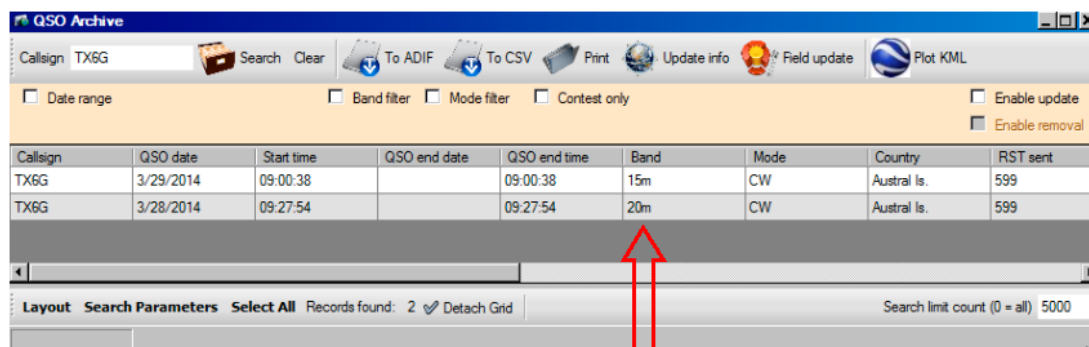 QSO Archive
Callsign TX6G Search Clear To ADIF To CSV Print Update info Field update Plot KML
Date range Band filter Mode filter Contest only Enable update
Enable removal
Callsign QSO date Start time QSO end date QSO end time Band Mode Country RST sent
TX6G 3/29/2014 09:00:38 09:00:38 15m CW Austral Is. 599
TX6G 3/28/2014 09:27:54 09:27:54 20m CW Austral Is. 599
Layout Search Parameters Select All Records found: 2 Detach Grid Search limit count (0 = all) 5000